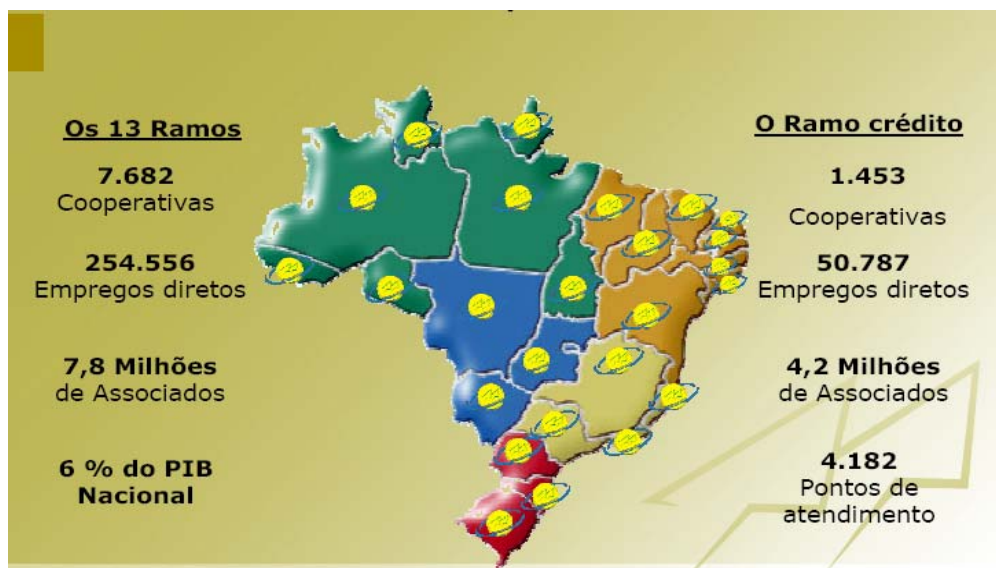 Os 13 Ramos
7.682
Cooperativas
254.556
Empregos diretos
7,8 Milhões
de Associados
6 % do PIB
Nacional
O Ramo crédito
1.453
Cooperativas
50.787
Empregos diretos
4,2 Milhões
de Associados
4.182
Pontos de
atendimento